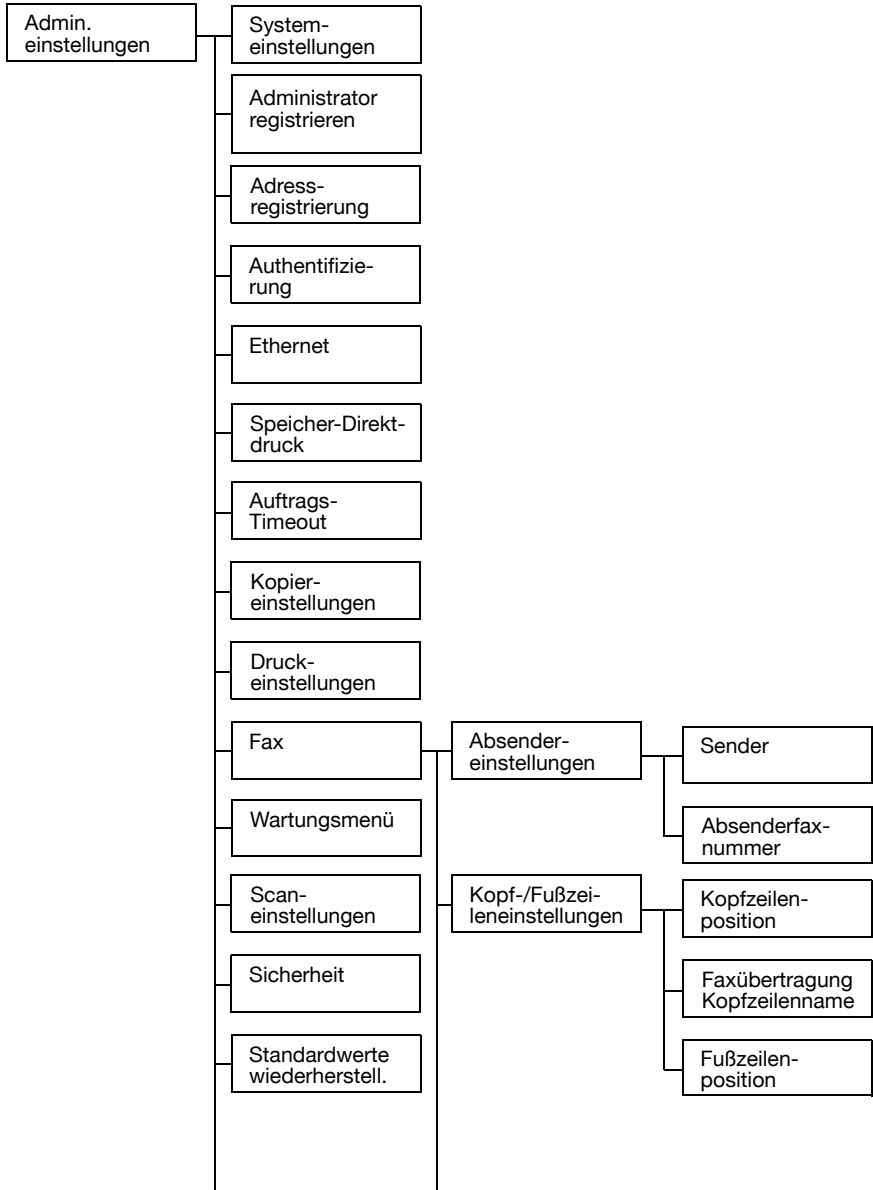 Admin.
einstellungen
System-
einstellungen
Administrator
registrieren
Adress-
registrierung
Authentifizie-
rung
Ethernet
Speicher-Direkt-
druck
Auftrags-
Timeout
Kopier-
einstellungen
Druck-
einstellungen
Fax
Absender-
einstellungen
Sender
Absenderfax-
nummer
Wartungsmenü
Scan-
einstellungen
Kopf-/Fußzei-
leneinstellungen
Kopfzeilen-
position
Faxübertragung
Kopfzeilenname
Fußzeilen-
position
Sicherheit
Standardwerte
wiederherstell.